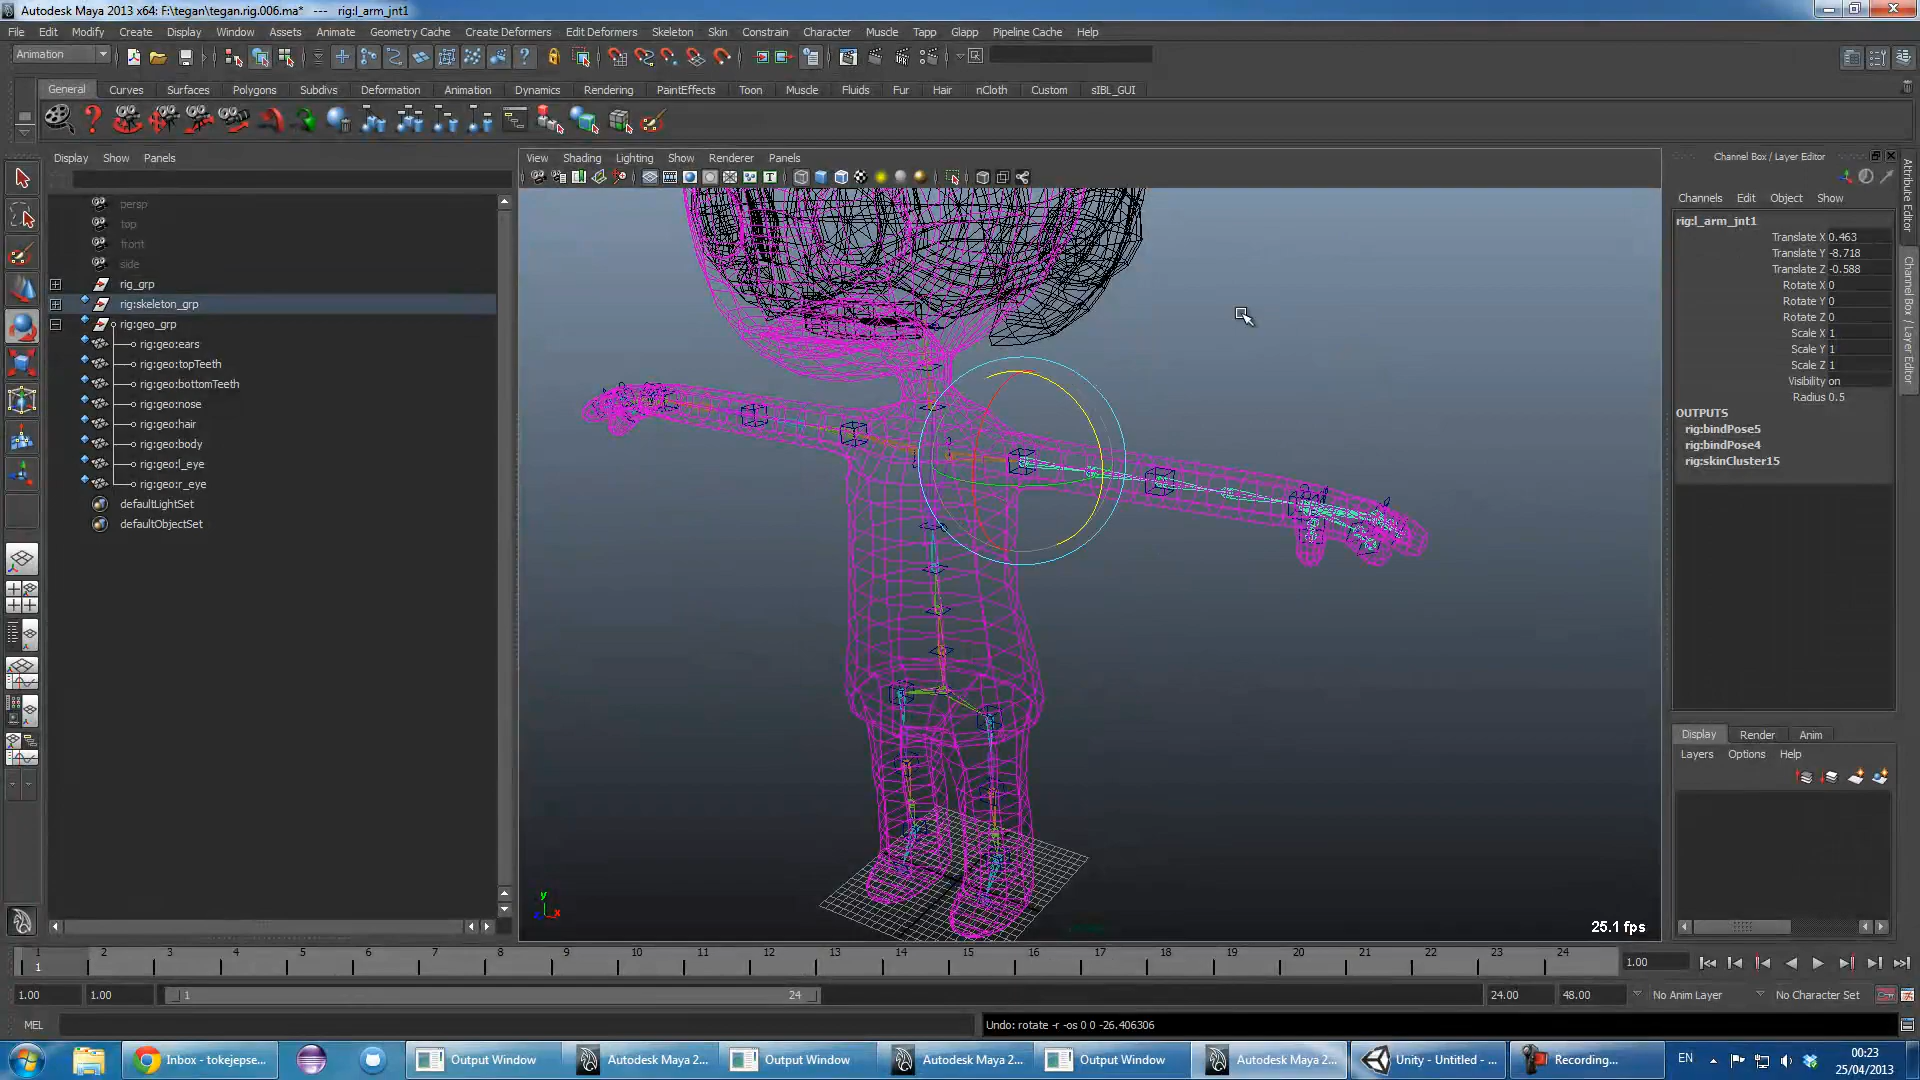 Autodesk Maya 2013 x64: F:\tegan\tegan.rig.006.ma* --- rig:l_arm_jnt1
File Edit Modify Create Display Window Assets Animate Geometry Cache Create Deformers Edit Deformers Skeleton Skin Constrain Character Muscle Tapp Glapp Pipeline Cache Help
Animation
General Curves Surfaces Polygons Subdivs Deformation Animation Dynamics Rendering PaintEffects Toon Muscle Fluids Fur Hair nCloth Custom sIBL_GUI
Display Show Panels
View Shading Lighting Show Renderer Panels
Channel Box / Layer Editor
Channels Edit Object Show
persp
top
front
side
rig_grp
rig:skeleton_grp
rig:geo_grp
rig:geo:ears
rig:geo:topTeeth
rig:geo:bottomTeeth
rig:geo:nose
rig:geo:hair
rig:geo:body
rig:geo:l_eye
rig:geo:r_eye
defaultLightSet
defaultObjectSet
y
x
z
25.1 fps
rig:l_arm_jnt1
Translate X 0.463
Translate Y -8.718
Translate Z -0.588
Rotate X 0
Rotate Y 0
Rotate Z 0
Scale X 1
Scale Y 1
Scale Z 1
Visibility on
Radius 0.5
OUTPUTS
rig:bindPose5
rig:bindPose4
rig:skinCluster15
Attribute Editor
Channel Box / Layer Editor
Display Render Anim
Layers Options Help
1 2 3 4 5 6 7 8 9 10 11 12 13 14 15 16 17 18 19 20 21 22 23 24
1
1.00
1.00 1.00 1 24 24.00 48.00 No Anim Layer No Character Set
MEL
Undo: rotate -r -os 0 0 -26.406306
Inbox - tokejepse... Output Window Autodesk Maya 2... Output Window Autodesk Maya 2... Output Window Autodesk Maya 2... Unity - Untitled - ... Recording... EN
00:23
25/04/2013